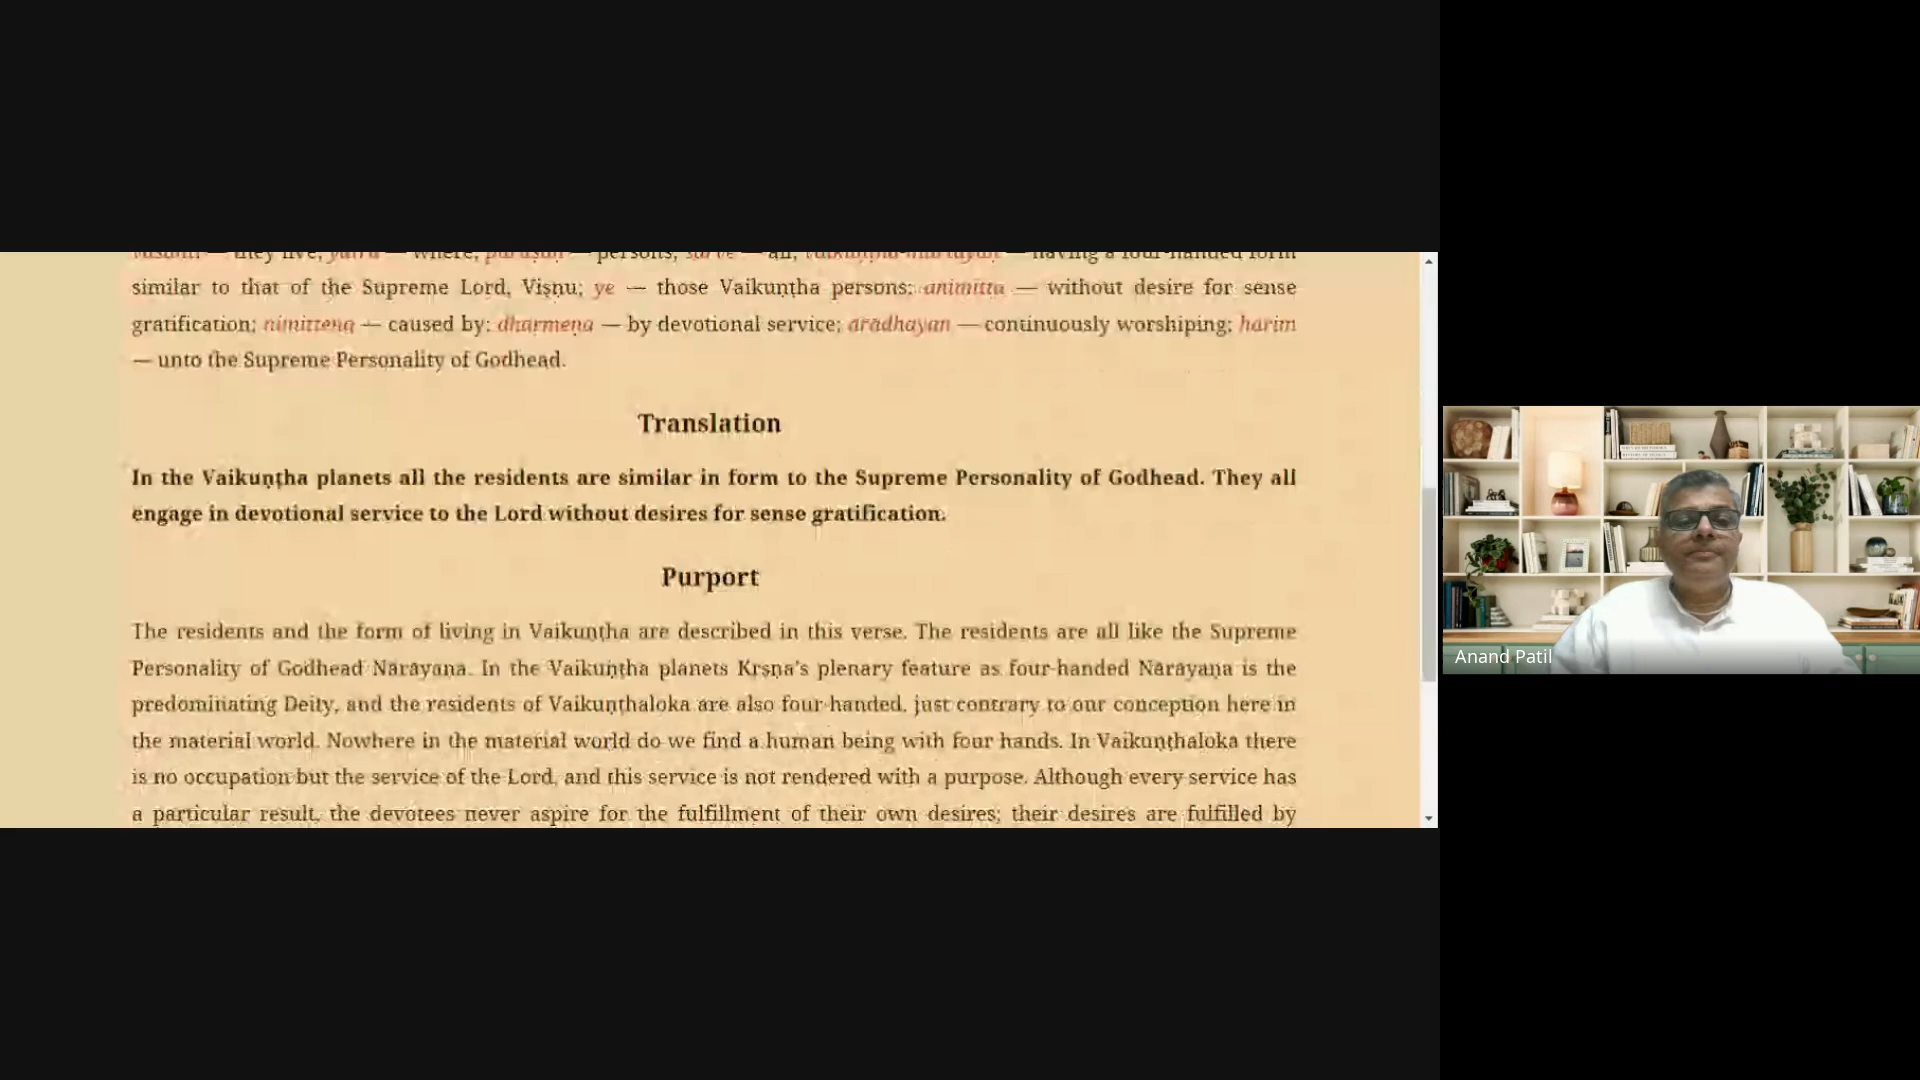 — they live; — where; — persons; — all; — having a four-handed form
similar to that of the Supreme Lord, Viṣṇu; ye — those Vaikuṇṭha persons; animitta — without desire for sense
gratification; nimittena — caused by; dharmeṇa — by devotional service; ārādhayan — continuously worshiping; harim
— unto the Supreme Personality of Godhead.
Translation
In the Vaikuṇṭha planets all the residents are similar in form to the Supreme Personality of Godhead. They all
engage in devotional service to the Lord without desires for sense gratification.
Purport
The residents and the form of living in Vaikuṇṭha are described in this verse. The residents are all like the Supreme
Personality of Godhead Nārāyaṇa. In the Vaikuṇṭha planets Kṛṣṇa's plenary feature as four-handed Nārāyaṇa is the
predominating Deity, and the residents of Vaikuṇṭhaloka are also four-handed, just contrary to our conception here in
the material world. Nowhere in the material world do we find a human being with four hands. In Vaikuṇṭhaloka there
is no occupation but the service of the Lord, and this service is not rendered with a purpose. Although every service has
a particular result, the devotees never aspire for the fulfillment of their own desires; their desires are fulfilled by
Anand Patil